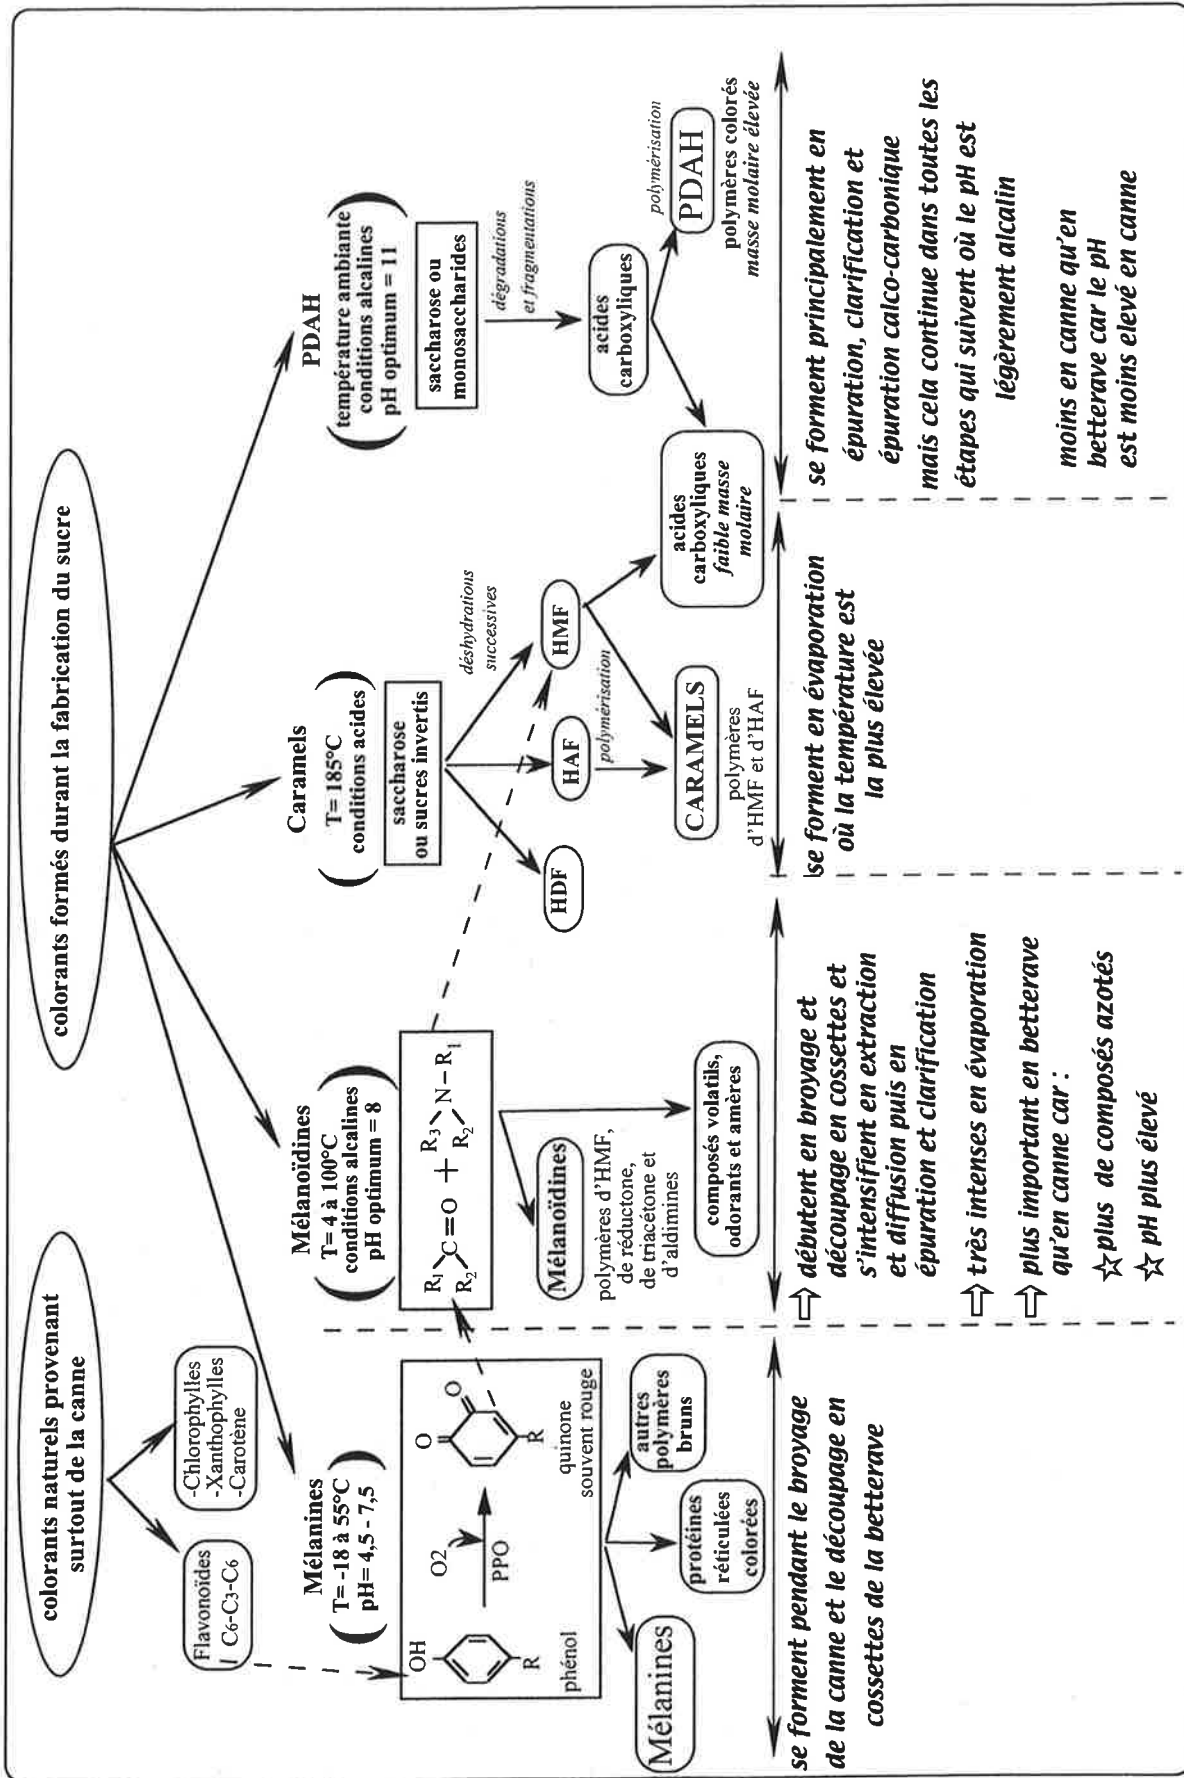 colorants naturels provenant
surtout de la canne
colorants formés durant la fabrication du sucre
Flavonoïdes
C6-C3-C6
-Chlorophylles
-Xanthophylles
-Carotène
Mélanines
T= -18 à 55°C
pH= 4,5 - 7,5
OH
R
phénol
O2
PPO
O
O
R
quinone
souvent rouge
Mélanines
protéines
réticulées
colorées
autres
polymères
bruns
se forment pendant le broyage
de la canne et le découpage en
cossettes de la betterave
Mélanoïdines
T= 4 à 100°C
conditions alcalines
pH optimum = 8
R1
R2
C=O
+
R3
R2
N-R1
Mélanoïdines
polymères d'HMF,
de réductone,
de triacétone et
d'aldimines
composés volatils,
odorants et amères
⇨ débutent en broyage et
découpage en cossettes et
s'intensifient en extraction
et diffusion puis en
épuration et clarification
⇨ très intenses en évaporation
⇨ plus important en betterave
qu'en canne car :
☆ plus de composés azotés
☆ pH plus élevé
Caramels
T= 185°C
conditions acides
saccharose
ou sucres invertis
déshydrations
successives
HDF
HAF
HMF
polymérisation
CARAMELS
polymères
d'HMF et d'HAF
acides
carboxyliques
faible masse
molaire
se forment en évaporation
où la température est
la plus élevée
PDAH
température ambiante
conditions alcalines
pH optimum = 11
saccharose ou
monosaccharides
dégradations
et fragmentations
acides
carboxyliques
polymérisation
PDAH
polymères colorés
masse molaire élevée
se forment principalement en
épuration, clarification et
épuration calco-carbonique
mais cela continue dans toutes les
étapes qui suivent où le pH est
légèrement alcalin
moins en canne qu'en
betterave car le pH
est moins elevé en canne